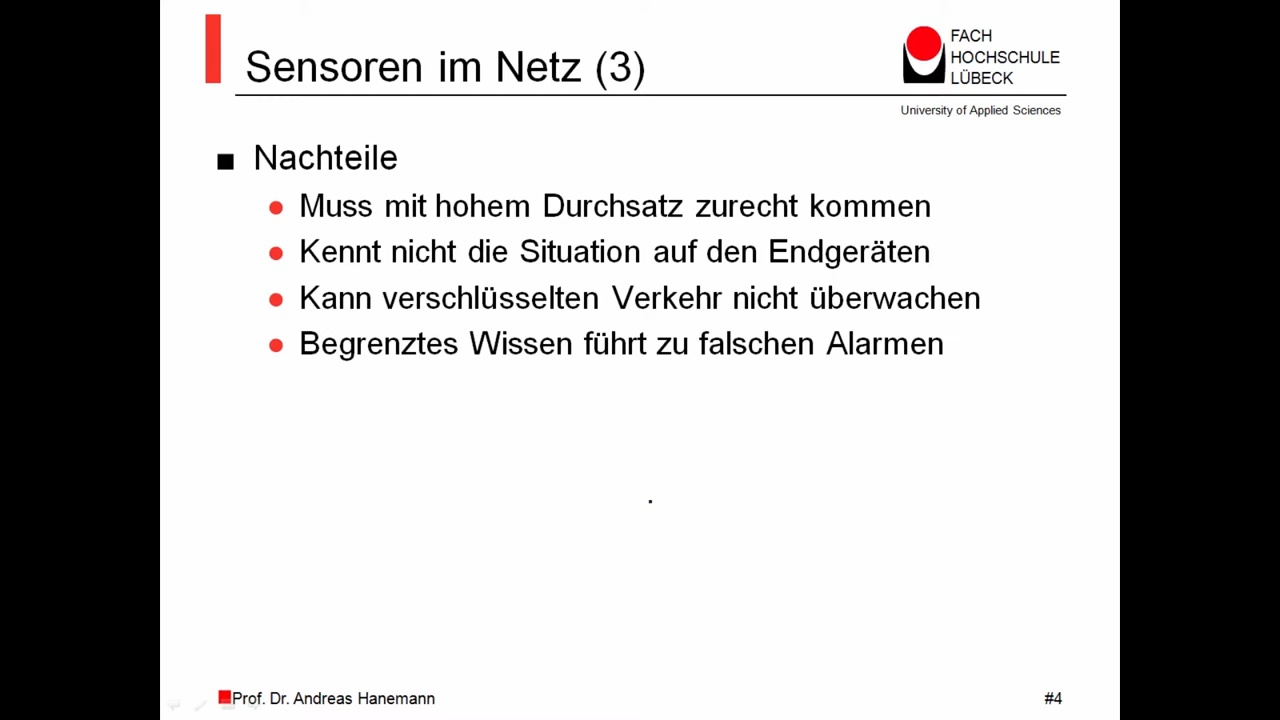 Sensoren im Netz (3)
FACH
HOCHSCHULE
LÜBECK
University of Applied Sciences
Nachteile
Muss mit hohem Durchsatz zurecht kommen
Kennt nicht die Situation auf den Endgeräten
Kann verschlüsselten Verkehr nicht überwachen
Begrenztes Wissen führt zu falschen Alarmen
.
Prof. Dr. Andreas Hanemann
#4